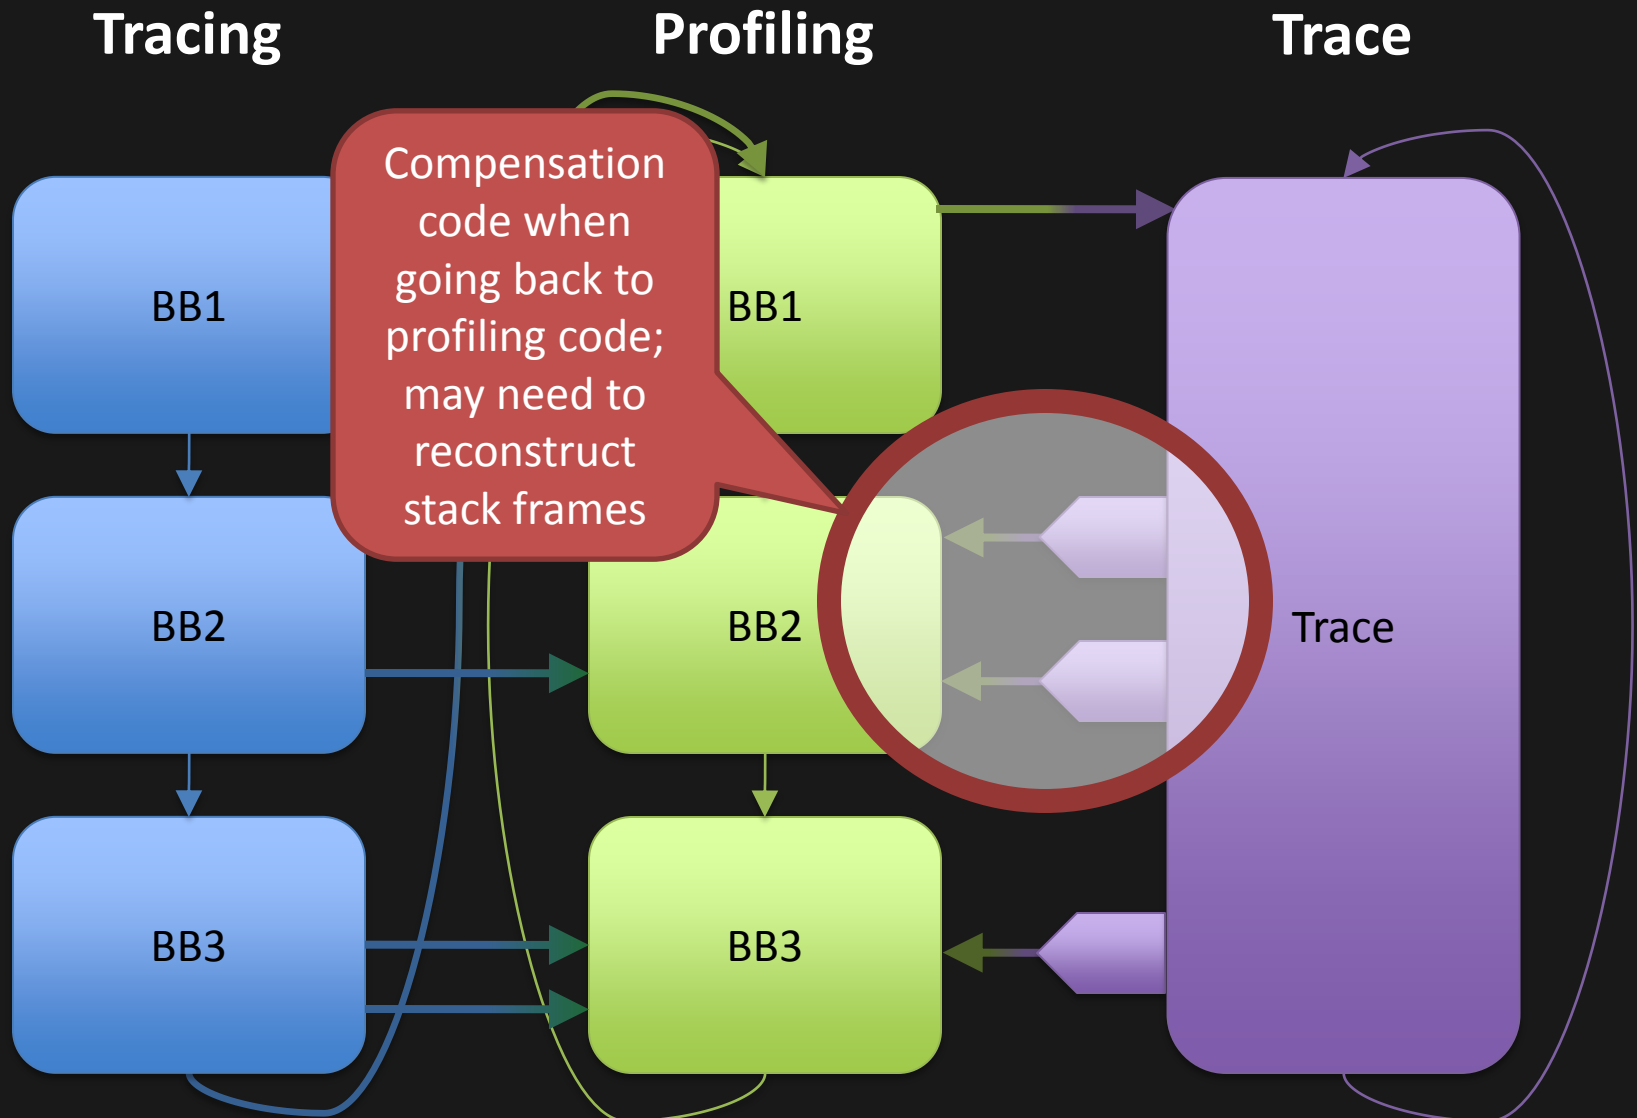 Tracing
Profiling
Trace
Compensation
code when
going back to
profiling code;
may need to
reconstruct
stack frames
BB1
BB1
BB2
BB2
Trace
BB3
BB3